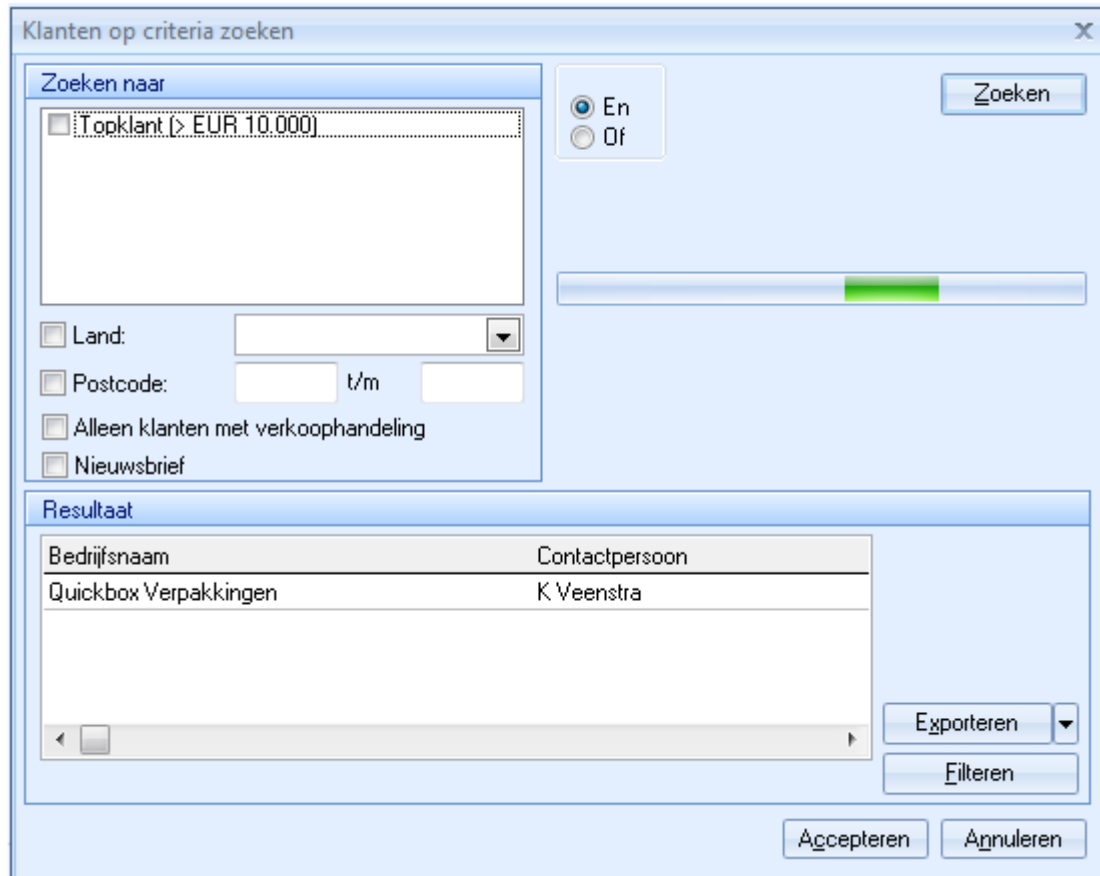 Klanten op criteria zoeken
Zoeken naar
Topklant (> EUR 10.000)
En
Of
Zoeken
Land:
Postcode: t/m
Alleen klanten met verkoophandeling
Nieuwsbrief
Resultaat
Bedrijfsnaam Contactpersoon
Quickbox Verpakkingen K Veenstra
Exporteren
Filteren
Accepteren Annuleren